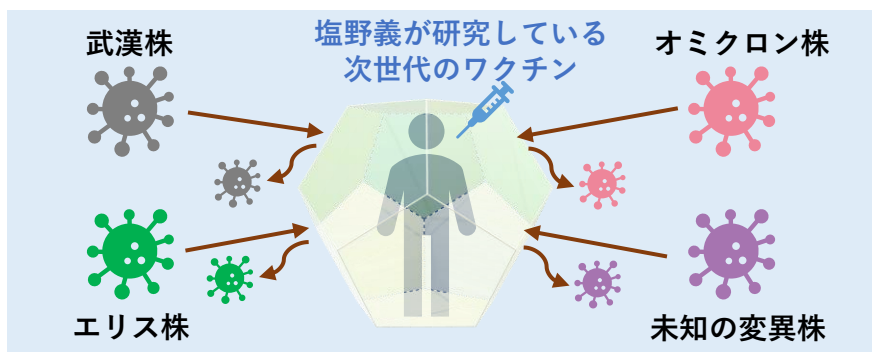 武漢株
塩野義が研究している
次世代のワクチン
オミクロン株
エリス株
未知の変異株